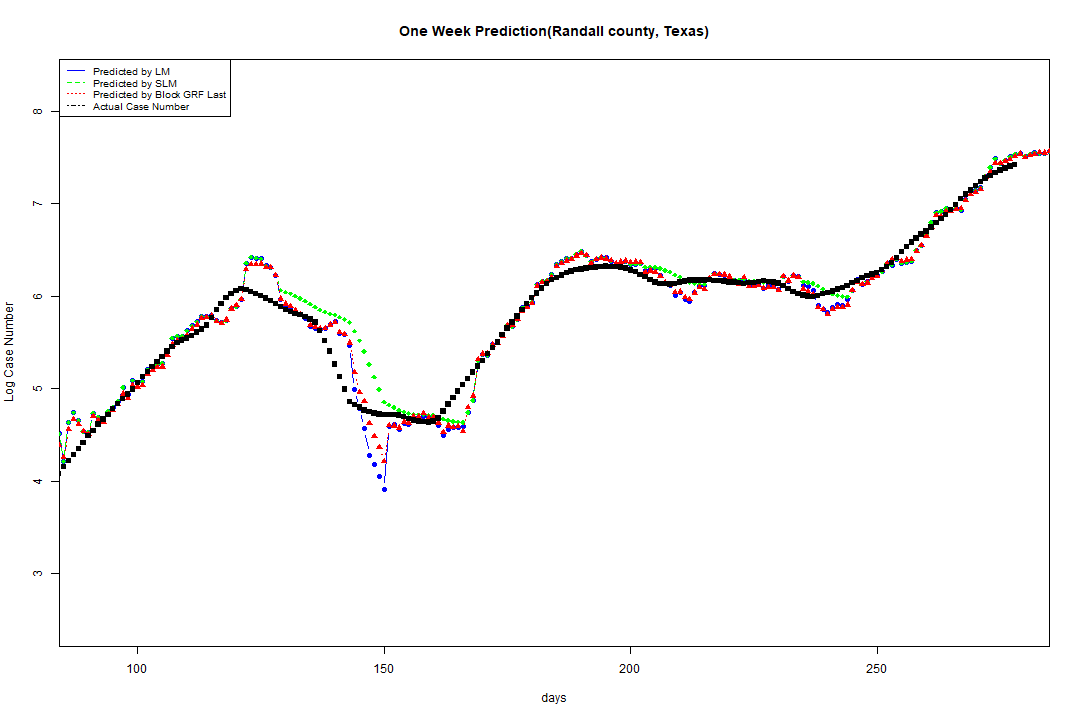 One Week Prediction(Randall county, Texas)
Predicted by LM
Predicted by SLM
Predicted by Block GRF Last
Actual Case Number
8
7
6
5
4
3
Log Case Number
100 150 200 250
days